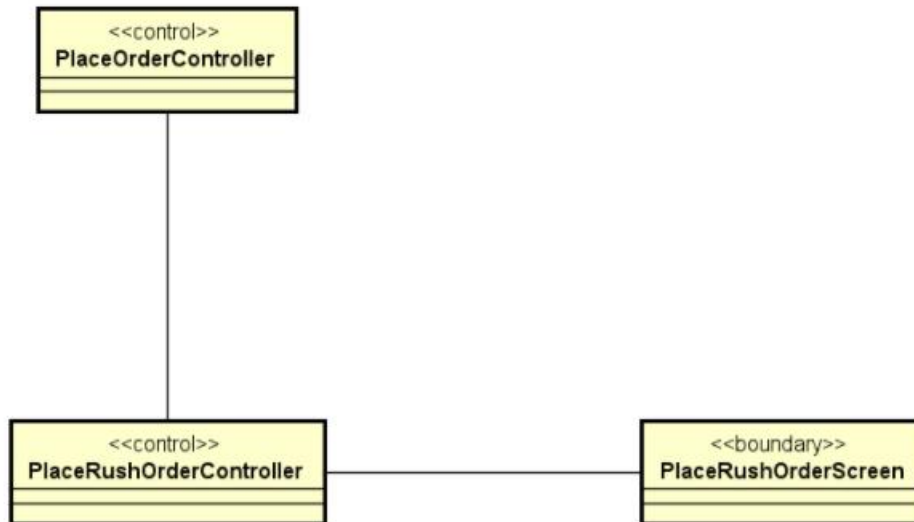 <<control>>
PlaceOrderController
<<control>>
PlaceRushOrderController
<<boundary>>
PlaceRushOrderScreen